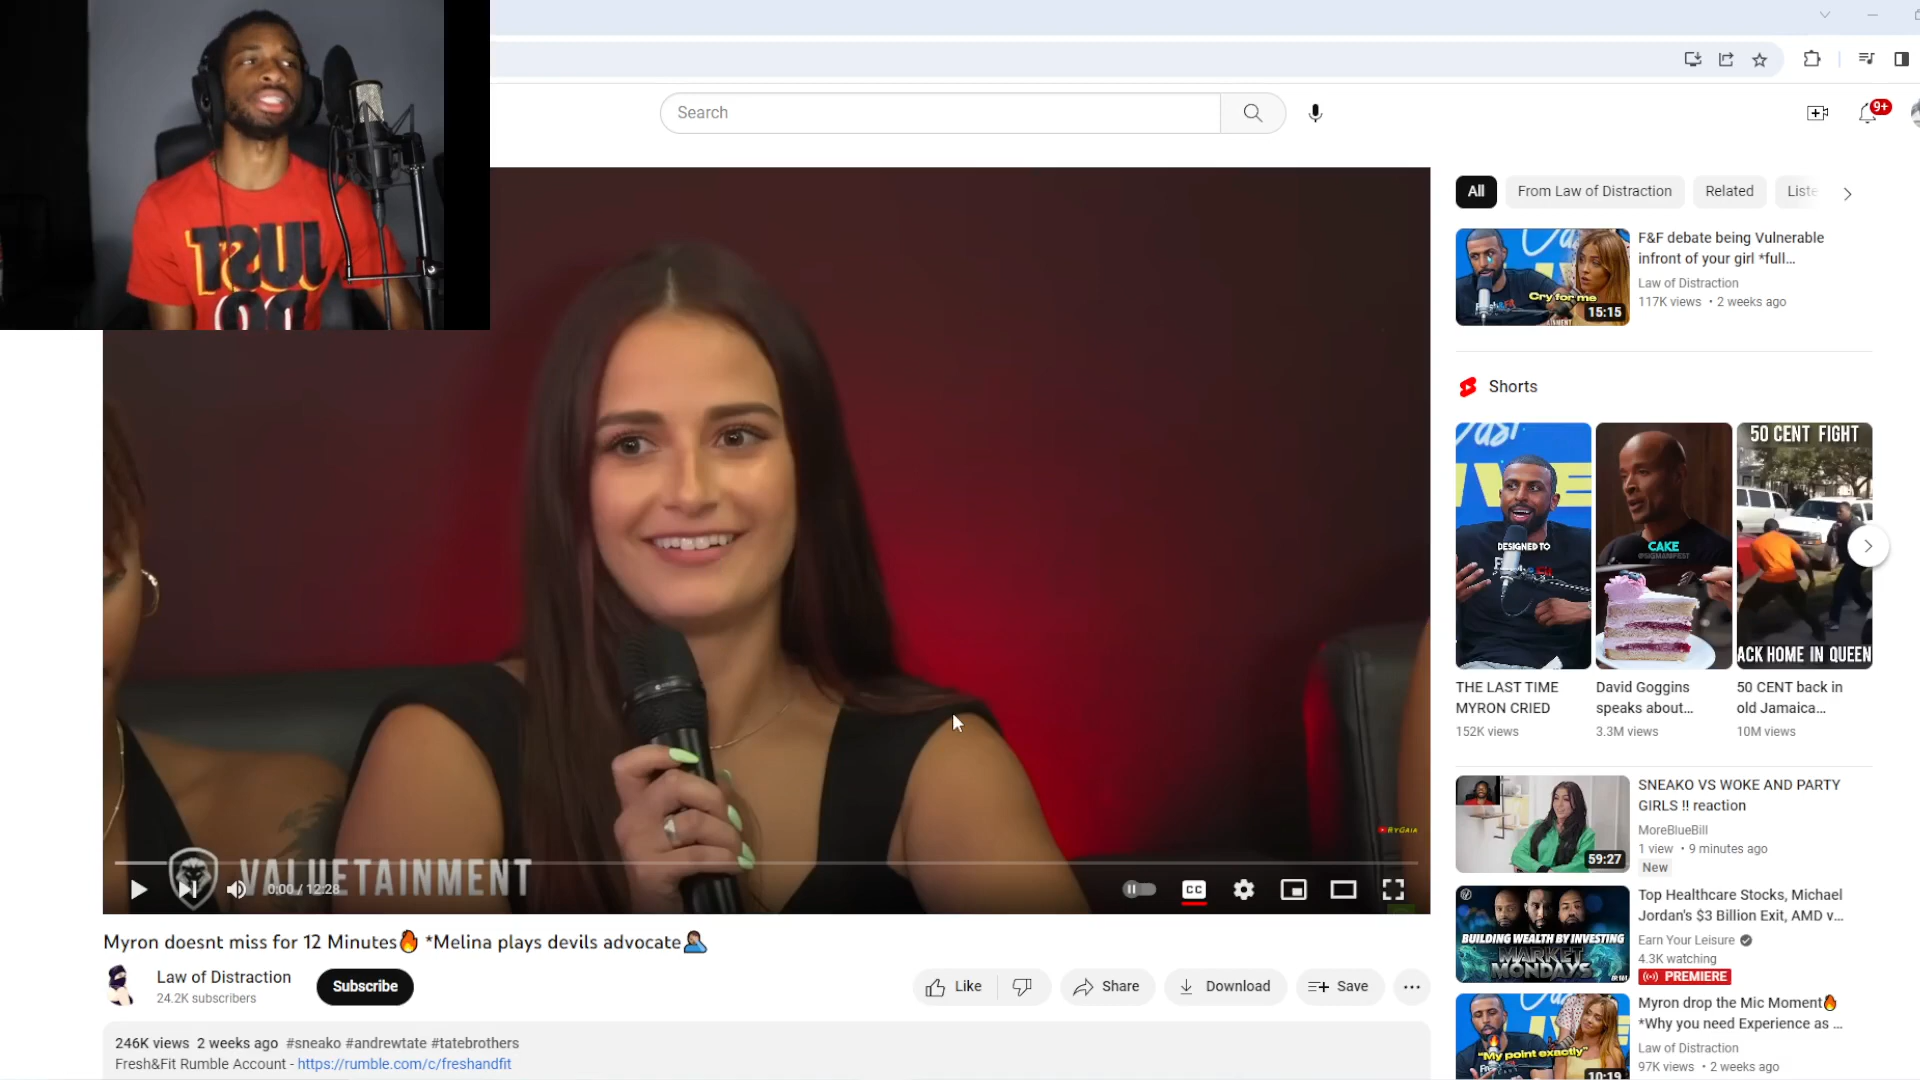 Search
9+
JUST
DO
All
From Law of Distraction
Related
Liste
Cry for me
15:15
F&F debate being Vulnerable
infront of your girl *full...
Law of Distraction
117K views • 2 weeks ago
Shorts
DESIGNED TO
CAKE
50 CENT FIGHT
ACK HOME IN QUEEN
THE LAST TIME
MYRON CRIED
152K views
David Goggins
speaks about...
3.3M views
50 CENT back in
old Jamaica...
10M views
59:27
SNEAKO VS WOKE AND PARTY
GIRLS !! reaction
MoreBlueBill
1 view • 9 minutes ago
New
RYGAIA
VALUETAINMENT
0:00 / 12:28
CC
Myron doesnt miss for 12 Minutes🔥 *Melina plays devils advocate🤦🏽‍♂️
Law of Distraction
24.2K subscribers
Subscribe
Like
Share
Download
Save
246K views 2 weeks ago #sneako #andrewtate #tatebrothers
Fresh&Fit Rumble Account - https://rumble.com/c/freshandfit
BUILDING WEALTH BY INVESTING
MARKET
MONDAYS
Top Healthcare Stocks, Michael
Jordan's $3 Billion Exit, AMD v...
Earn Your Leisure
4.3K watching
PREMIERE
"My point exactly"
10:19
Myron drop the Mic Moment🔥
*Why you need Experience as ...
Law of Distraction
97K views • 2 weeks ago